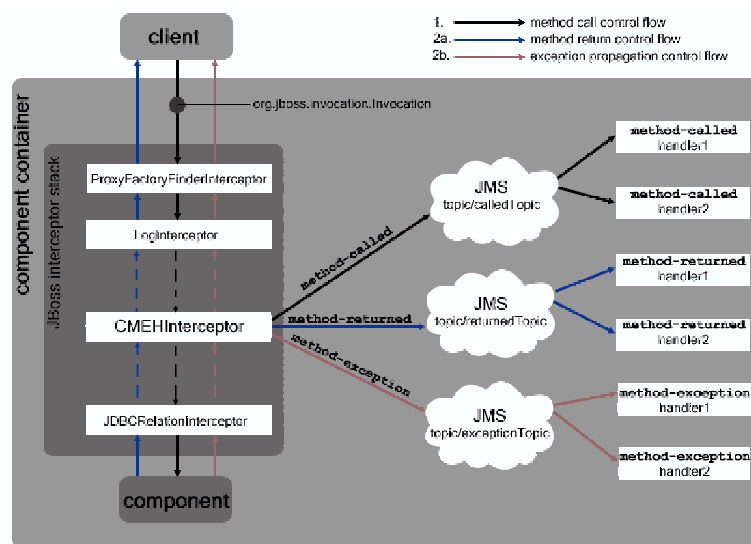 client
1. method call control flow
2a. method return control flow
2b. exception propagation control flow
org.jboss.invocation.Invocation
component container
JBoss interceptor stack
ProxyFactoryFinderInterceptor
LogInterceptor
CMEHInterceptor
JDBCRelationInterceptor
component
method-called
method-returned
method-exception
JMS
topic/calledTopic
JMS
topic/returnedTopic
JMS
topic/exceptionTopic
method-called
handler1
method-called
handler2
method-returned
handler1
method-returned
handler2
method-exception
handler1
method-exception
handler2